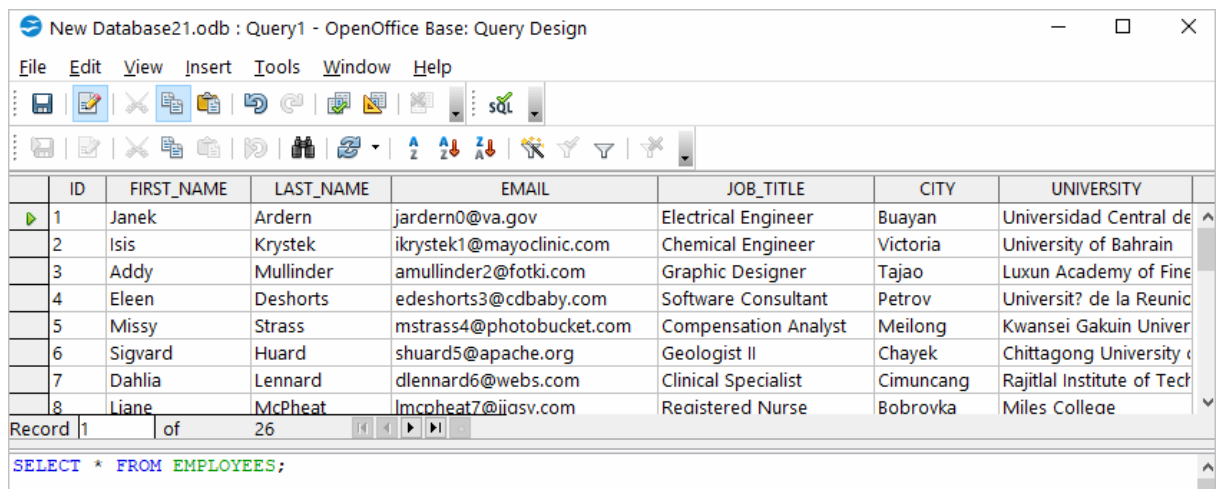 New Database21.odb : Query1 - OpenOffice Base: Query Design
File Edit View Insert Tools Window Help
SQL
ID FIRST_NAME LAST_NAME EMAIL JOB_TITLE CITY UNIVERSITY
1 Janek Ardern jardern0@va.gov Electrical Engineer Buayan Universidad Central de
2 Isis Krystek ikrystek1@mayoclinic.com Chemical Engineer Victoria University of Bahrain
3 Addy Mullinder amullinder2@fotki.com Graphic Designer Tajao Luxun Academy of Fine
4 Eleen Deshorts edeshorts3@cdbaby.com Software Consultant Petrov Universit? de la Reunio
5 Missy Strass mstrass4@photobucket.com Compensation Analyst Meilong Kwansei Gakuin Univer
6 Sigvard Huard shuard5@apache.org Geologist II Chayek Chittagong University
7 Dahlia Lennard dlennard6@webs.com Clinical Specialist Cimuncang Rajitlal Institute of Tech
8 Liane McPheat lmcpheat7@jigsy.com Registered Nurse Bobrovka Miles College
Record 1 of 26
SELECT * FROM EMPLOYEES;